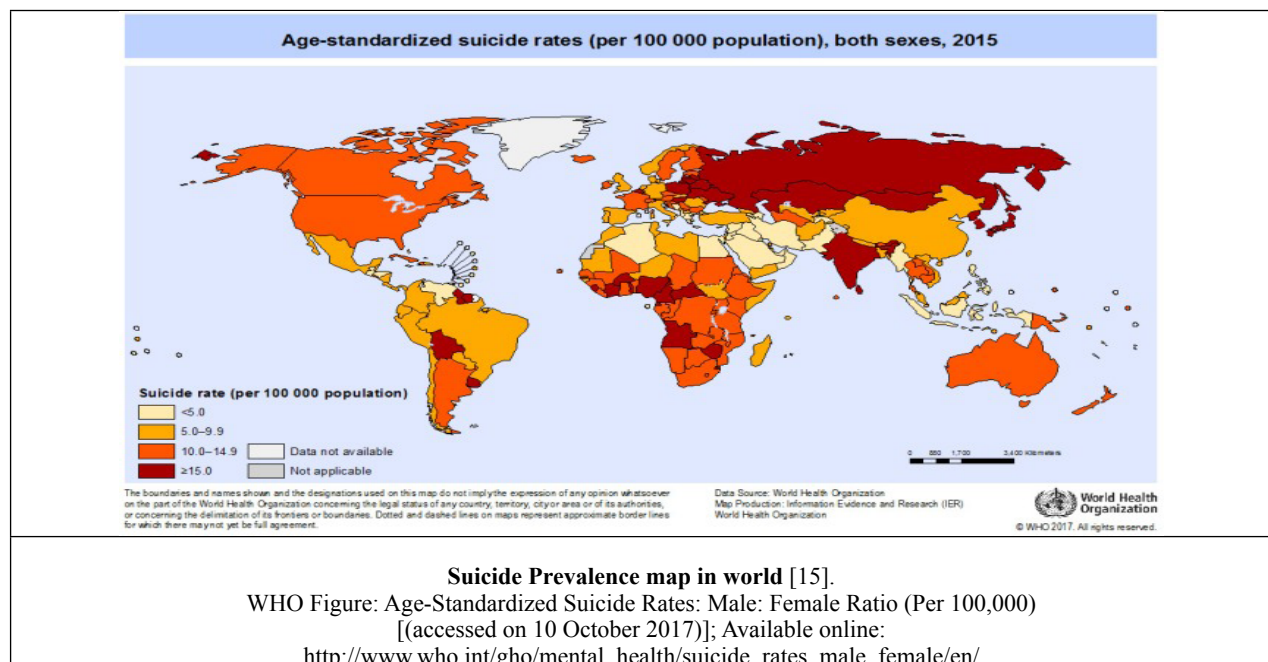 Age-standardized suicide rates (per 100 000 population), both sexes, 2015
Suicide rate (per 100 000 population)
<5.0
5.0–9.9
10.0–14.9
≥15.0
Data not available
Not applicable
0 850 1,700 3,400 Kilometers
The boundaries and names shown and the designations used on this map do not imply the expression of any opinion whatsoever
on the part of the World Health Organization concerning the legal status of any country, territory, city or area or of its authorities,
or concerning the delimitation of its frontiers or boundaries. Dotted and dashed lines on maps represent approximate border lines
for which there may not yet be full agreement.
Data Source: World Health Organization
Map Production: Information Evidence and Research (IER)
World Health Organization
World Health
Organization
© WHO 2017. All rights reserved.
Suicide Prevalence map in world [15].
WHO Figure: Age-Standardized Suicide Rates: Male: Female Ratio (Per 100,000)
[(accessed on 10 October 2017)]; Available online:
http://www.who.int/gho/mental_health/suicide_rates_male_female/en/